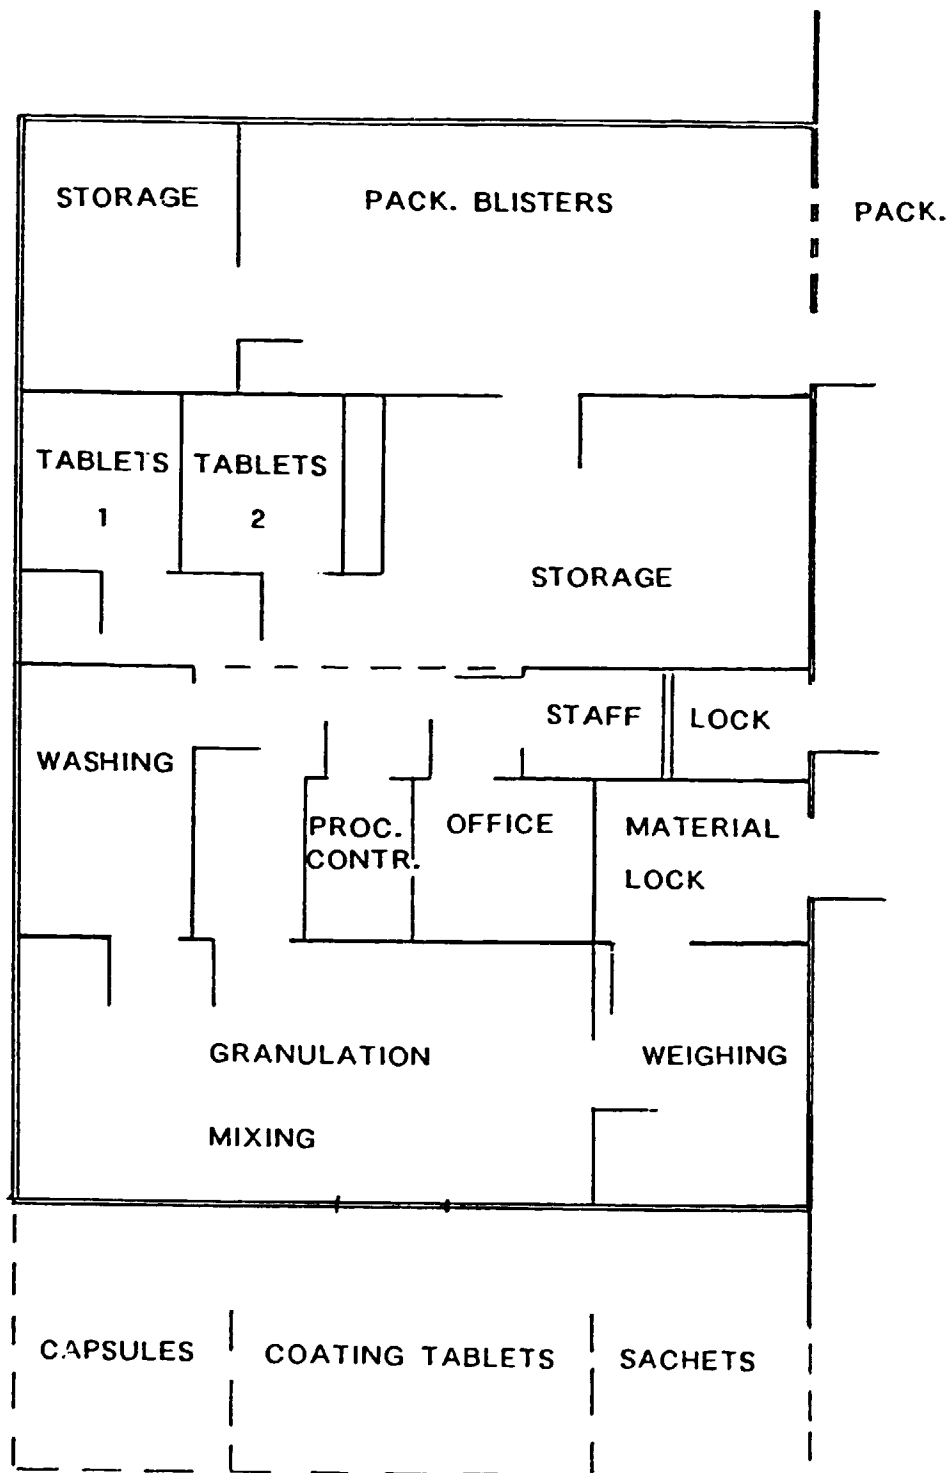 STORAGE
PACK. BLISTERS
PACK.
TABLETS
1
TABLETS
2
STORAGE
STAFF
LOCK
WASHING
PROC.
CONTR.
OFFICE
MATERIAL
LOCK
GRANULATION
MIXING
WEIGHING
CAPSULES
COATING TABLETS
SACHETS